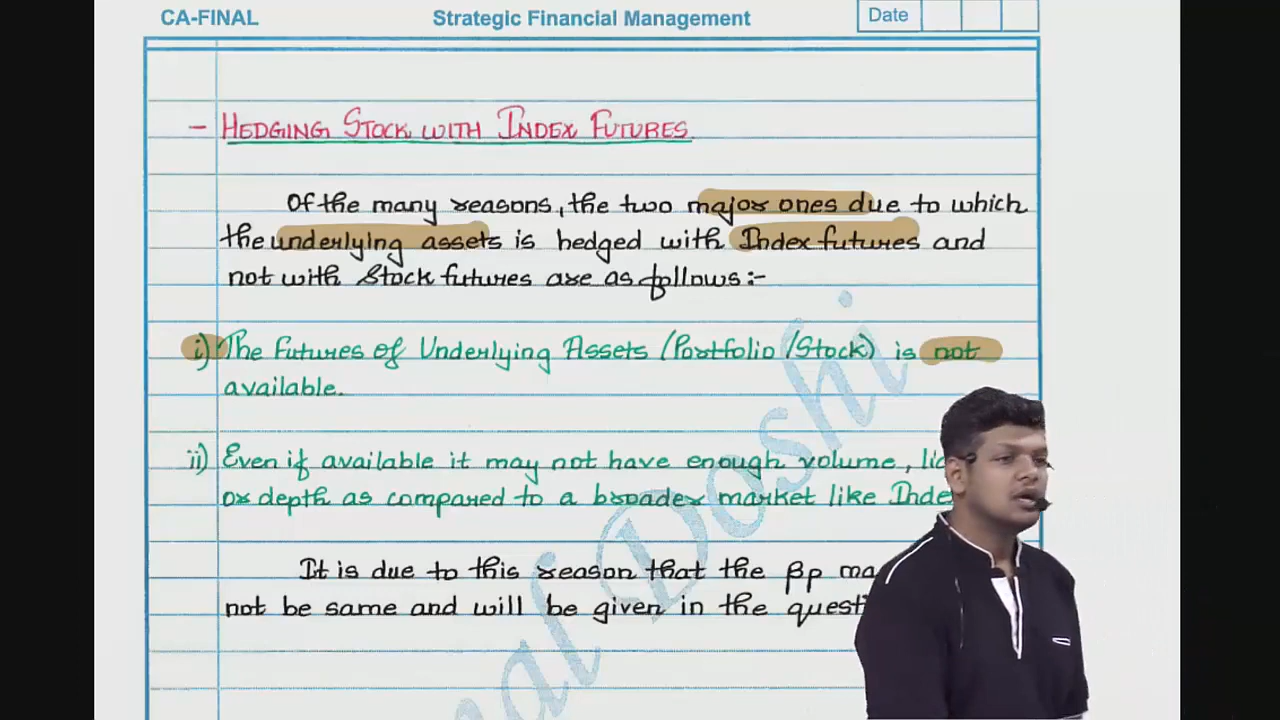 CA-FINAL Strategic Financial Management Date
- HEDGING STOCK WITH INDEX FUTURES
Of the many reasons, the two major ones due to which
the underlying assets is hedged with Index futures and
not with Stock futures are as follows:-
i) The Futures of Underlying Assets (Portfolio/Stock) is not
available.
ii) Even if available it may not have enough volume,
or depth as compared to a broader market like
It is due to this reason that the βp
not be same and will be given in the
Doshi